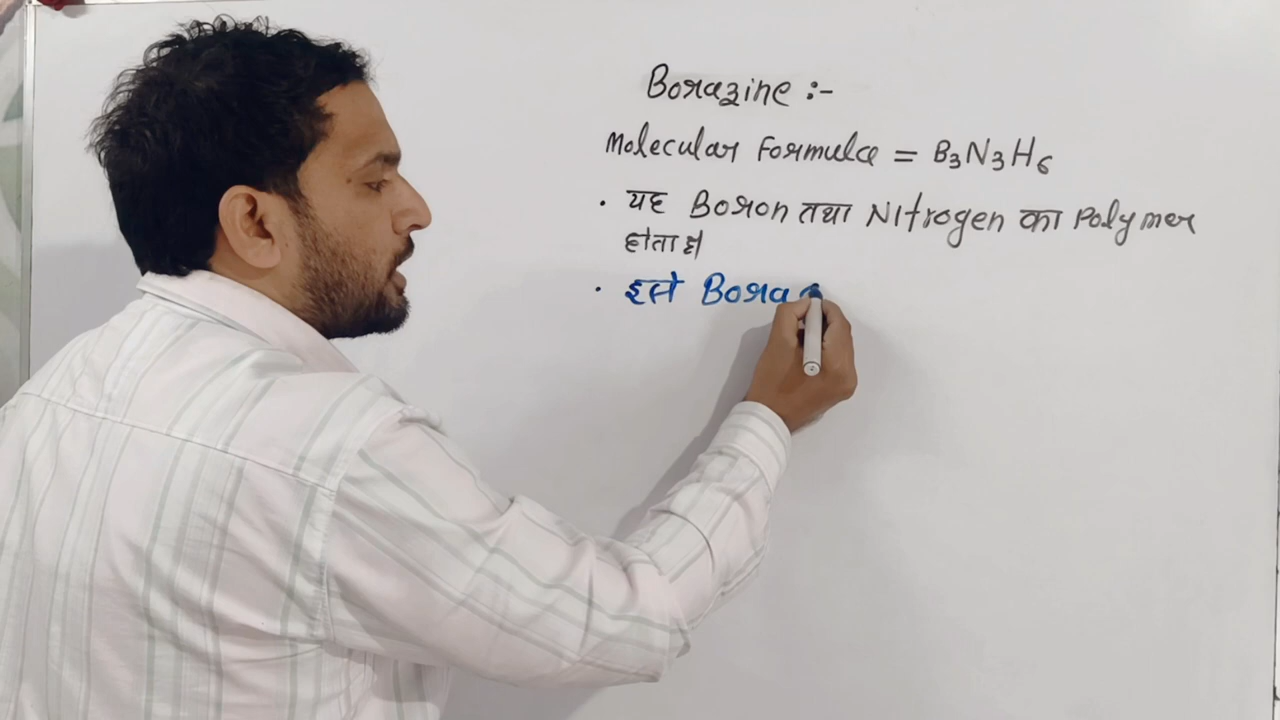 Borazine :-
Molecular Formula = B₃N₃H₆
· यह Boron तथा Nitrogen का Polymer
होता है
· इसे Bora